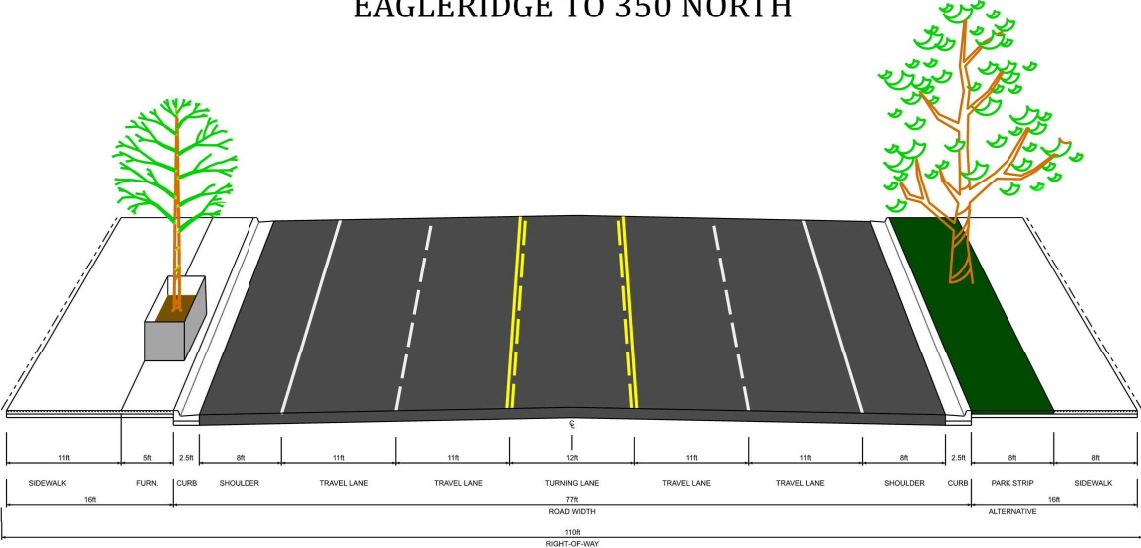 EAGLERIDGE TO 350 NORTH
℄
11ft 5ft 2.5ft 8ft 11ft 11ft 12ft 11ft 11ft 8ft 2.5ft 8ft 8ft
SIDEWALK FURN. CURB SHOULDER TRAVEL LANE TRAVEL LANE TURNING LANE TRAVEL LANE TRAVEL LANE SHOULDER CURB PARK STRIP SIDEWALK
16ft 77ft 16ft
ROAD WIDTH ALTERNATIVE
110ft
RIGHT-OF-WAY